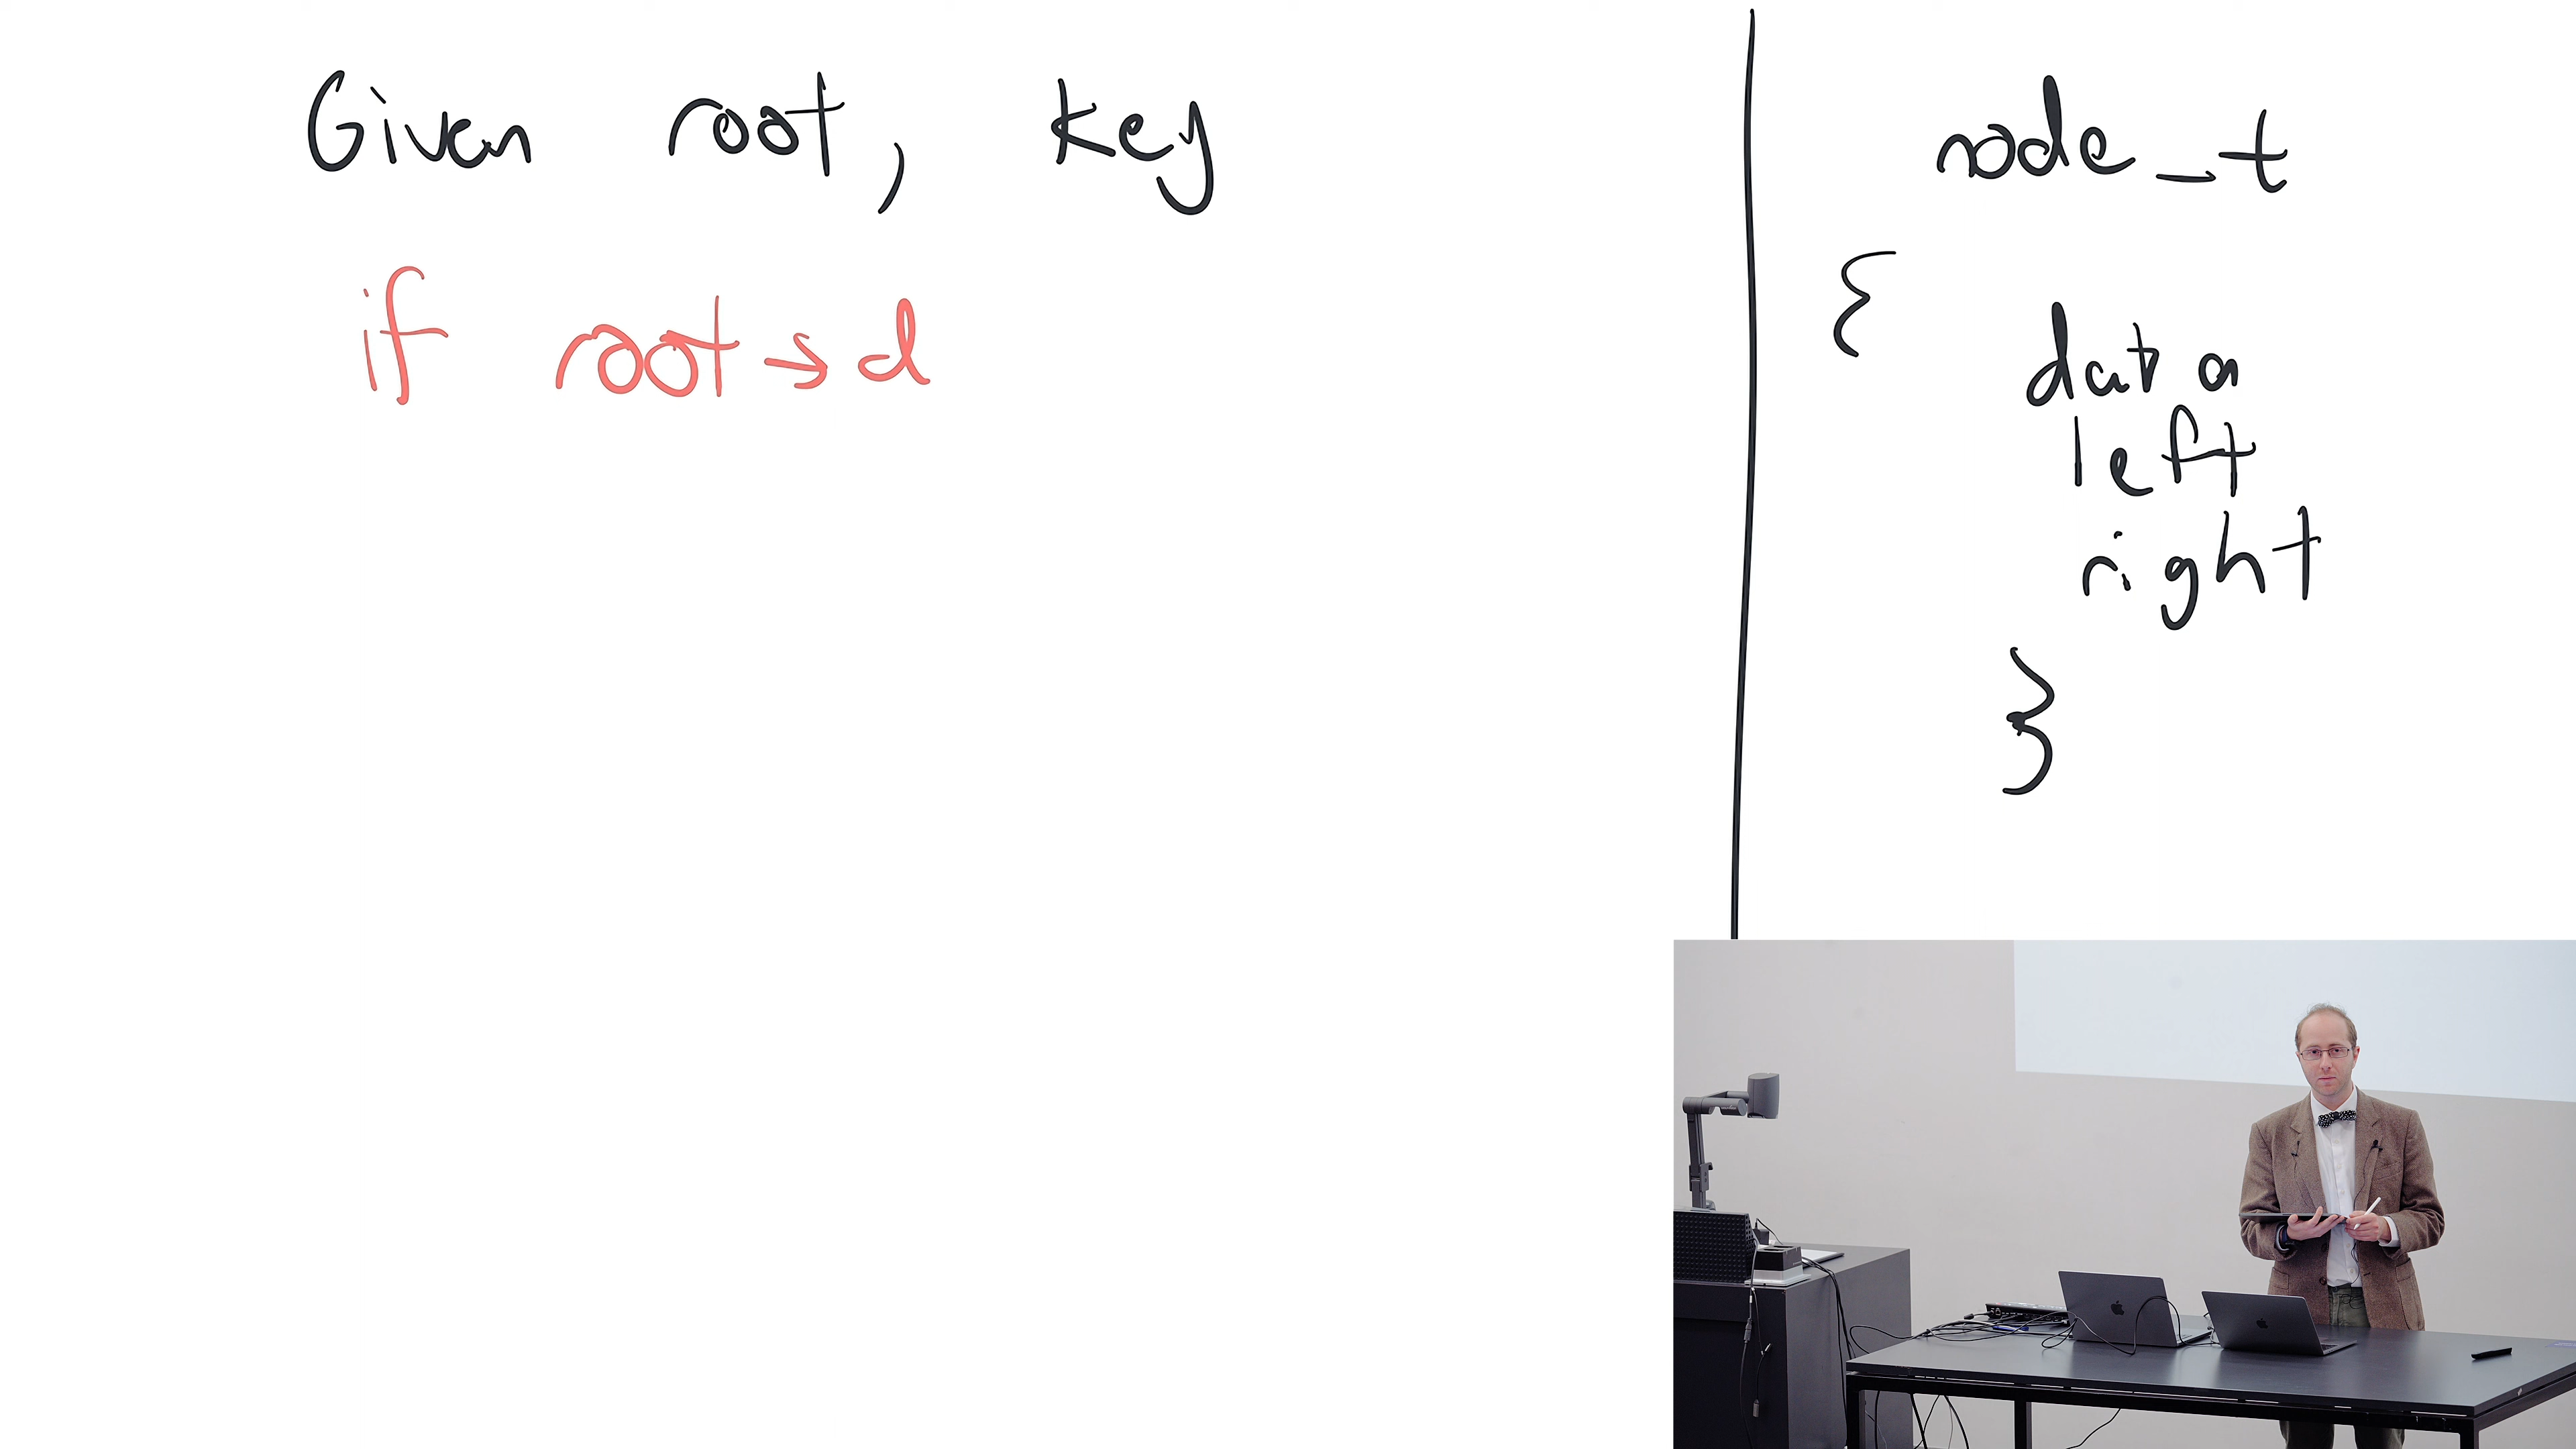 Given root, key
if root → d
node_t
{
data
left
right
}